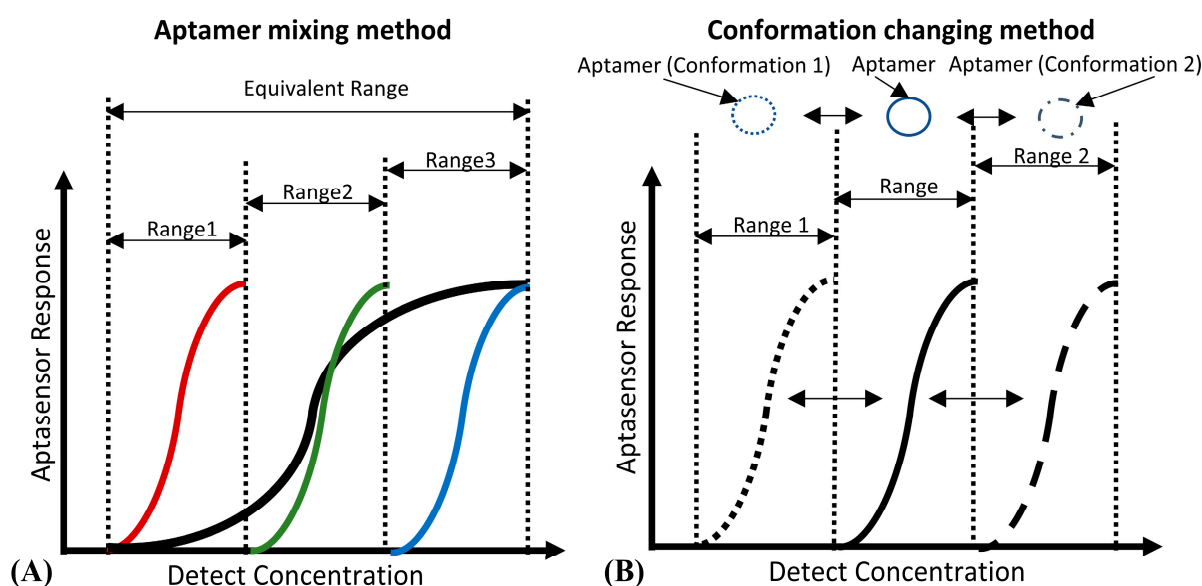 Aptamer mixing method
Equivalent Range
Range3
Range2
Range1
Aptasensor Response
(A)
Detect Concentration
Conformation changing method
Aptamer (Conformation 1)
Aptamer
Aptamer (Conformation 2)
Range 2
Range
Range 1
Aptasensor Response
(B)
Detect Concentration